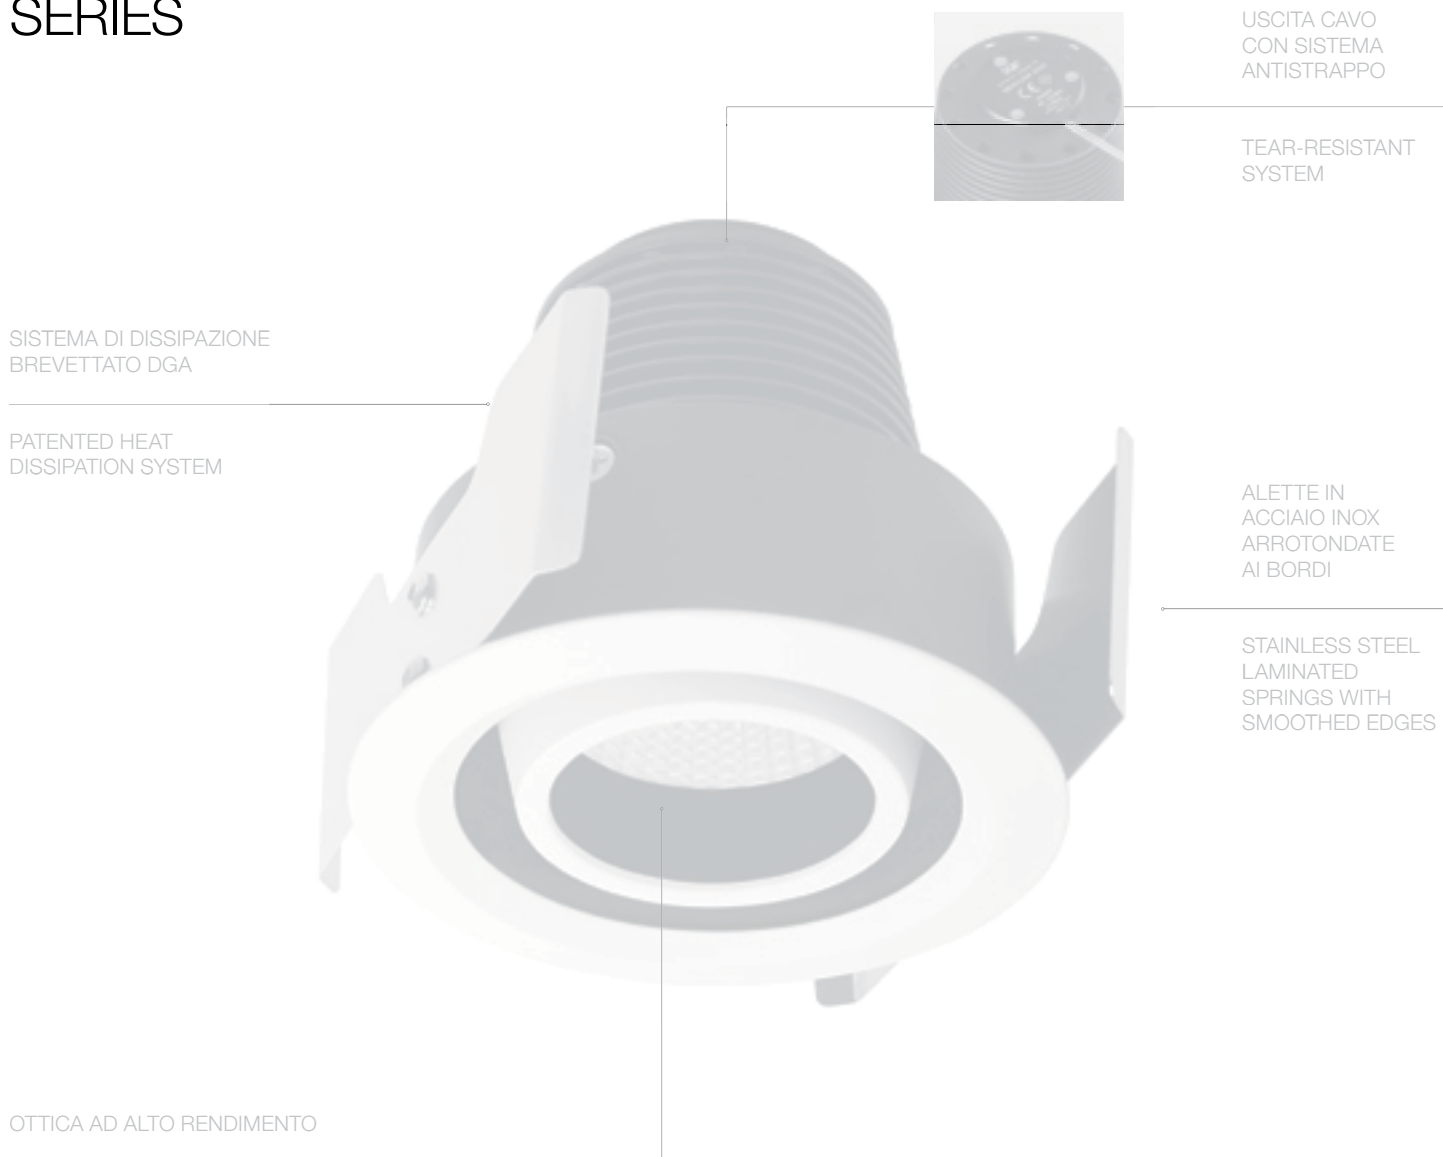 SERIES
USCITA CAVO
CON SISTEMA
ANTISTRAPPO
TEAR-RESISTANT
SYSTEM
SISTEMA DI DISSIPAZIONE
BREVETTATO DGA
PATENTED HEAT
DISSIPATION SYSTEM
ALETTE IN
ACCIAIO INOX
ARROTONDATE
AI BORDI
STAINLESS STEEL
LAMINATED
SPRINGS WITH
SMOOTHED EDGES
OTTICA AD ALTO RENDIMENTO